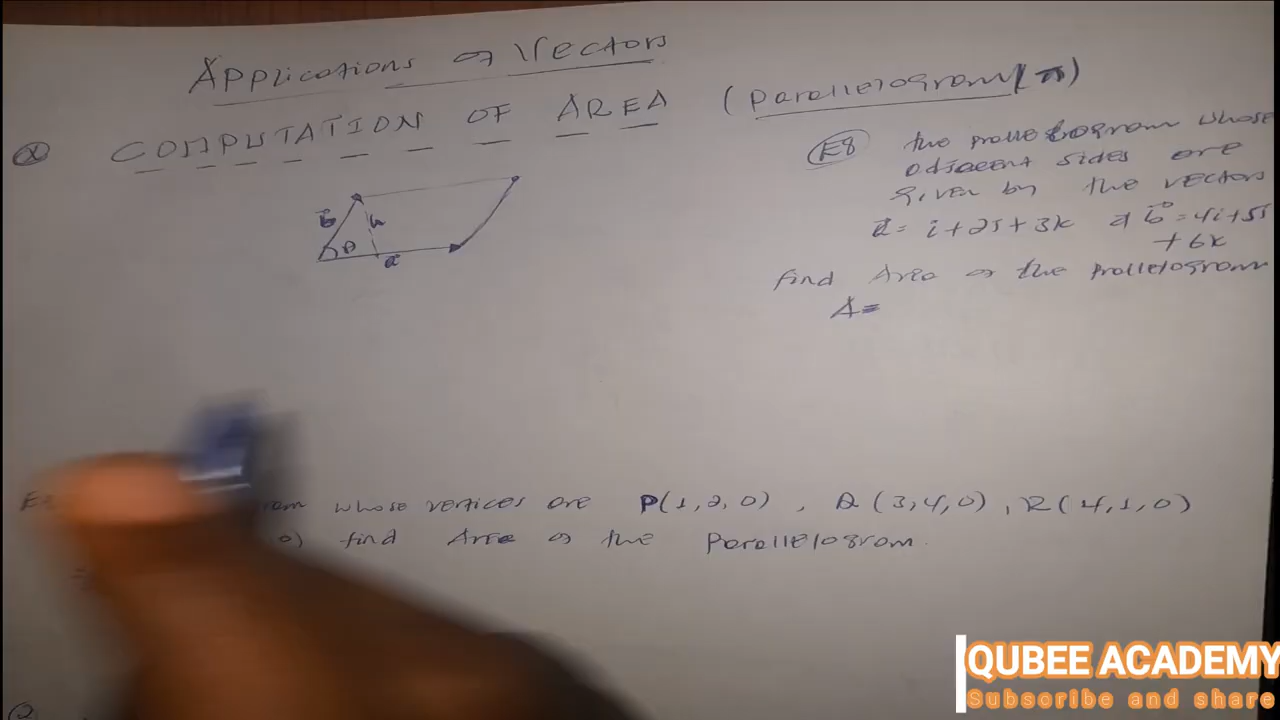 Applications of Vectors
COMPUTATION OF AREA (parallelogram)
b h θ a
Eg the parallelogram whose
adjacent sides are
given by the vectors
a = i + 2j + 3k & b = 4i + 5j
+ 6k
find Area of the parallelogram
A =
whose vertices are P(1,2,0), Q(3,4,0), R(4,1,0)
find Area of the Parallelogram.
QUBEE ACADEMY
Subscribe and share